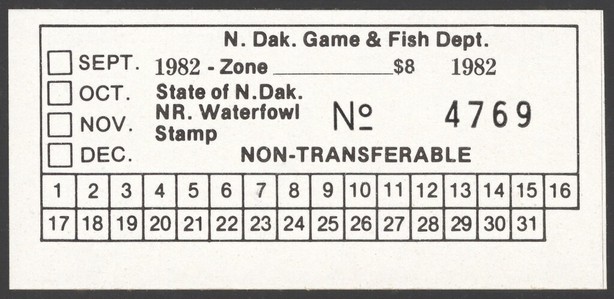 N. Dak. Game & Fish Dept.
SEPT. 1982 - Zone ____________ $8 1982
OCT. State of N.Dak.
NOV. NR. Waterfowl Nº 4769
Stamp
DEC. NON-TRANSFERABLE
1 2 3 4 5 6 7 8 9 10 11 12 13 14 15 16
17 18 19 20 21 22 23 24 25 26 27 28 29 30 31